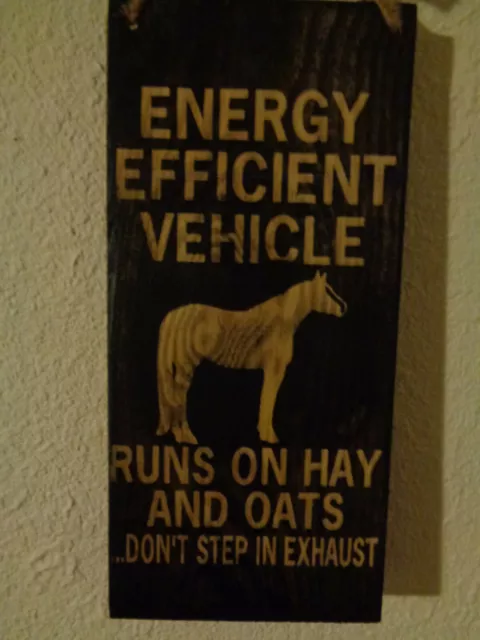 ENERGY
EFFICIENT
VEHICLE
RUNS ON HAY
AND OATS
...DON'T STEP IN EXHAUST